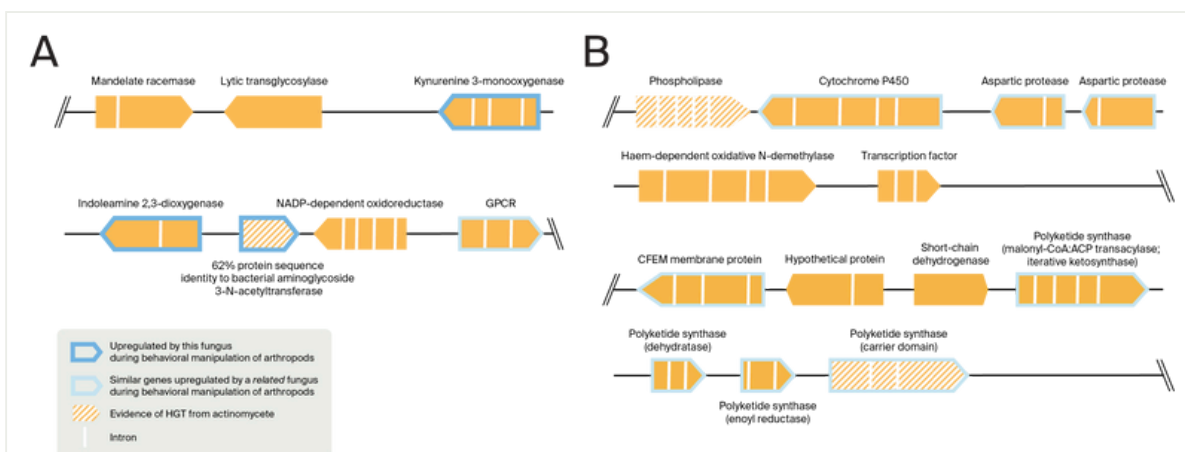 A
Mandelate racemase
Lytic transglycosylase
Kynurenine 3-monooxygenase
Indoleamine 2,3-dioxygenase
NADP-dependent oxidoreductase
GPCR
62% protein sequence
identity to bacterial aminoglycoside
3-N-acetyltransferase
Upregulated by this fungus
during behavioral manipulation of arthropods
Similar genes upregulated by a related fungus
during behavioral manipulation of arthropods
Evidence of HGT from actinomycete
Intron
B
Phospholipase
Cytochrome P450
Aspartic protease
Aspartic protease
Haem-dependent oxidative N-demethylase
Transcription factor
CFEM membrane protein
Hypothetical protein
Short-chain
dehydrogenase
Polyketide synthase
(malonyl-CoA:ACP transacylase;
iterative ketosynthase)
Polyketide synthase
(dehydratase)
Polyketide synthase
(enoyl reductase)
Polyketide synthase
(carrier domain)